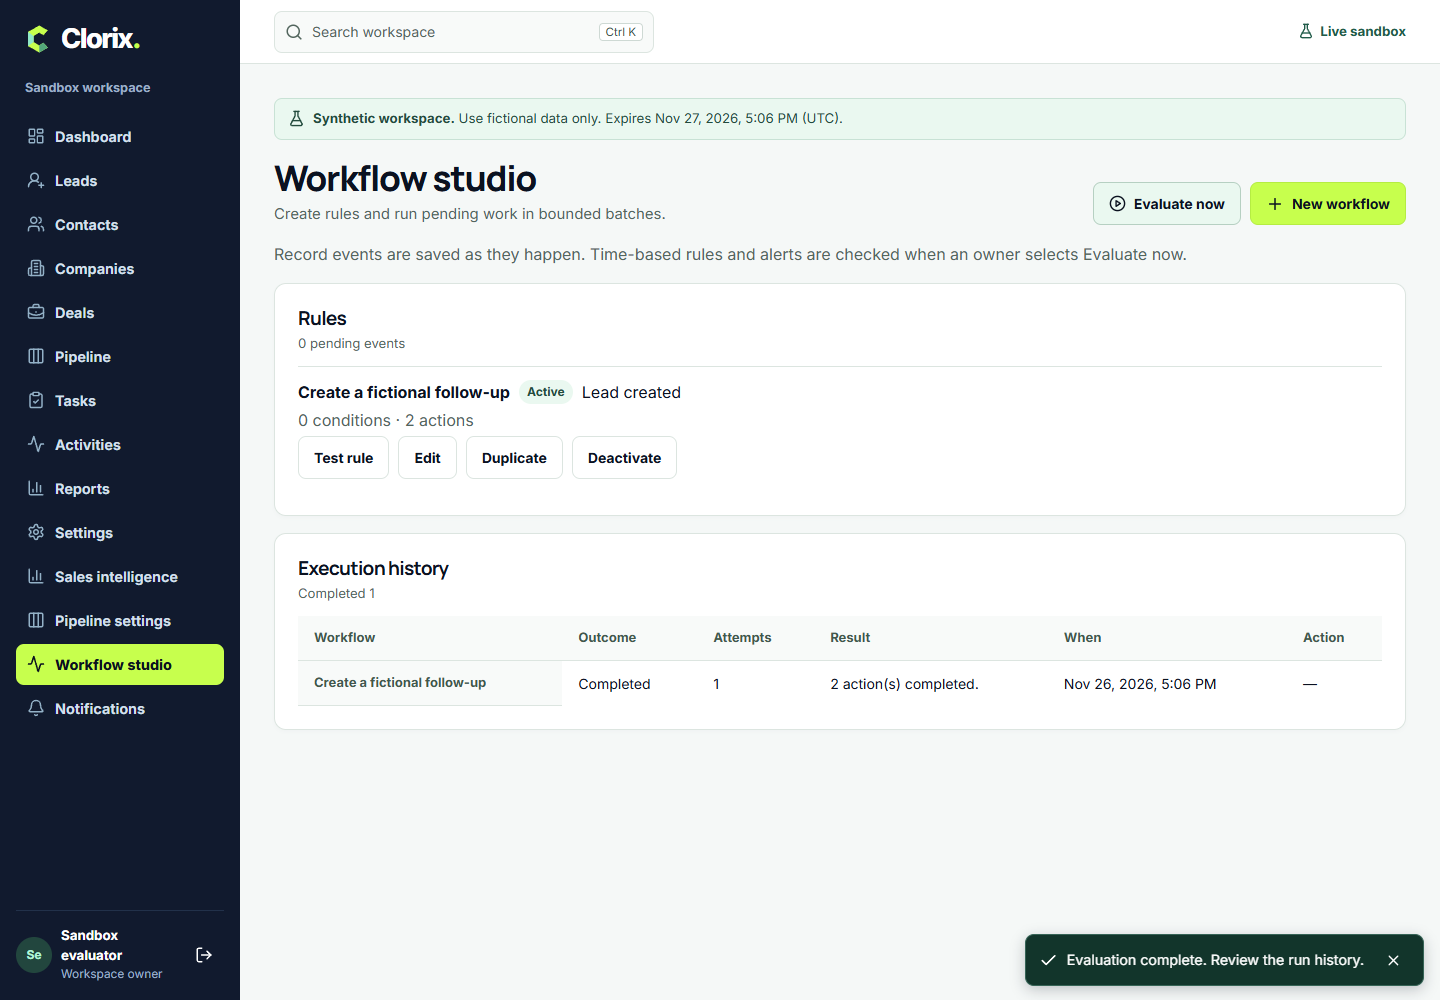 Clorix.
Sandbox workspace
Dashboard
Leads
Contacts
Companies
Deals
Pipeline
Tasks
Activities
Reports
Settings
Sales intelligence
Pipeline settings
Workflow studio
Notifications
Se
Sandbox
evaluator
Workspace owner
Search workspace
Ctrl K
Live sandbox
Synthetic workspace. Use fictional data only. Expires Nov 27, 2026, 5:06 PM (UTC).
Workflow studio
Create rules and run pending work in bounded batches.
Evaluate now
New workflow
Record events are saved as they happen. Time-based rules and alerts are checked when an owner selects Evaluate now.
Rules
0 pending events
Create a fictional follow-up Active Lead created
0 conditions · 2 actions
Test rule Edit Duplicate Deactivate
Execution history
Completed 1
Workflow Outcome Attempts Result When Action
Create a fictional follow-up Completed 1 2 action(s) completed. Nov 26, 2026, 5:06 PM —
Evaluation complete. Review the run history.